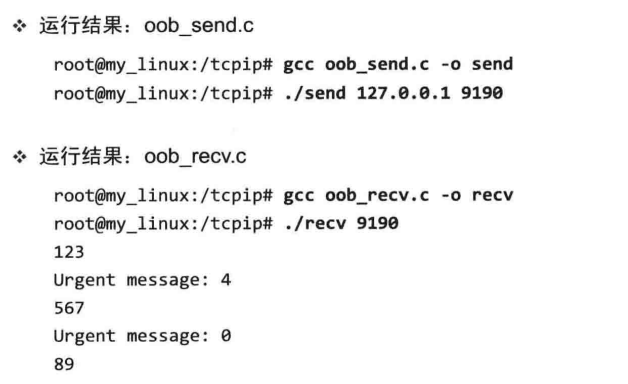 ❖ 运行结果：oob_send.c
root@my_linux:/tcpip# gcc oob_send.c -o send
root@my_linux:/tcpip# ./send 127.0.0.1 9190
❖ 运行结果：oob_recv.c
root@my_linux:/tcpip# gcc oob_recv.c -o recv
root@my_linux:/tcpip# ./recv 9190
123
Urgent message: 4
567
Urgent message: 0
89